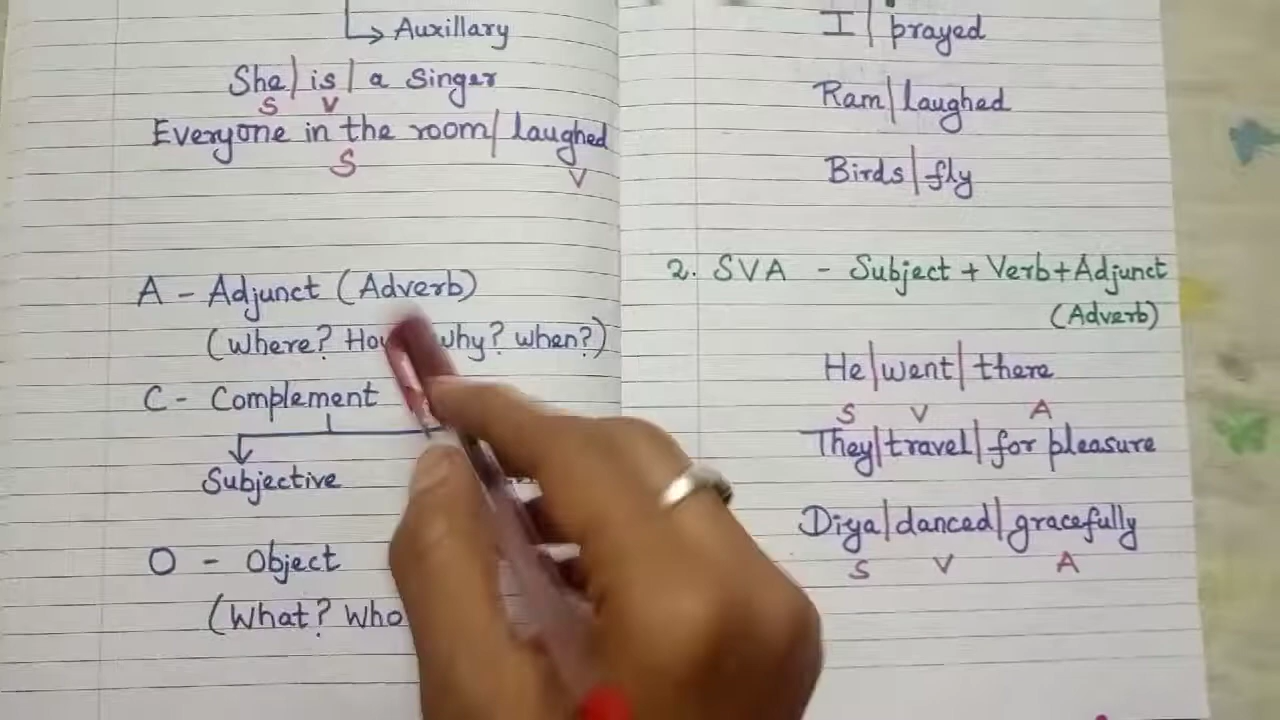 Auxillary
She| is | a Singer
S V
Everyone in the room| laughed
S V
A - Adjunct (Adverb)
(Where? why? when?)
C - Complement
Subjective
O - Object
(What?
I | prayed
Ram | laughed
Birds | fly
2. SVA - Subject + Verb + Adjunct
(Adverb)
He | went | there
S V A
They | travel | for pleasure
Diya | danced | gracefully
S V A